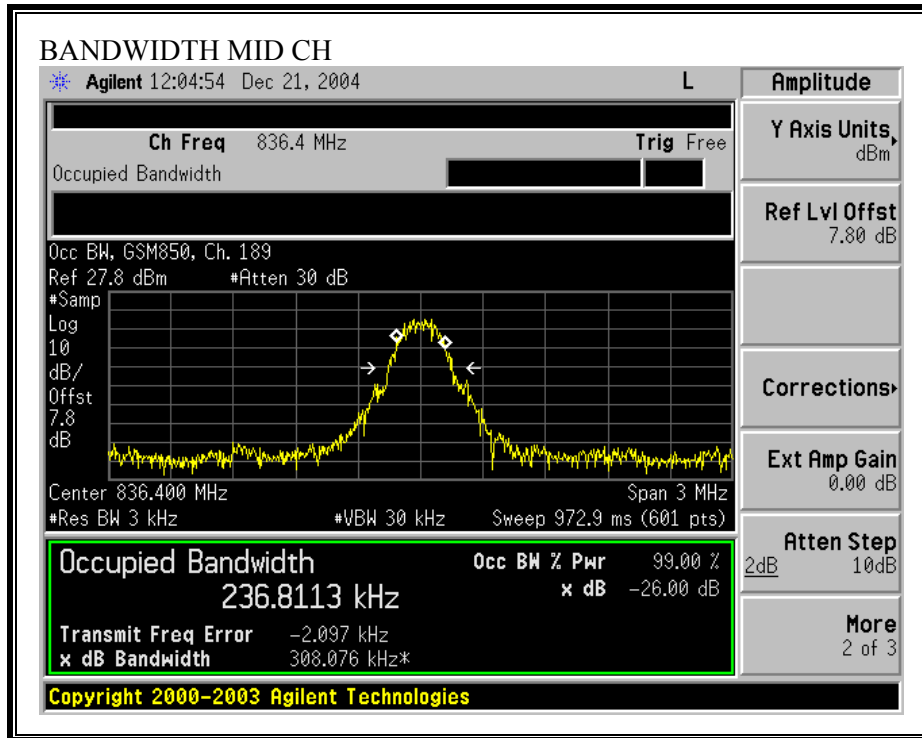 BANDWIDTH MID CH
Agilent 12:04:54 Dec 21, 2004 L
Amplitude
Ch Freq 836.4 MHz Trig Free
Occupied Bandwidth
Y Axis Units
dBm
Ref Lvl Offst
7.80 dB
Occ BW, GSM850, Ch. 189
Ref 27.8 dBm #Atten 30 dB
#Samp
Log
10
dB/
Offst
7.8
dB
Corrections
Ext Amp Gain
0.00 dB
Center 836.400 MHz Span 3 MHz
#Res BW 3 kHz #VBW 30 kHz Sweep 972.9 ms (601 pts)
Atten Step
2dB 10dB
Occupied Bandwidth Occ BW % Pwr 99.00 %
236.8113 kHz x dB -26.00 dB
Transmit Freq Error -2.097 kHz
x dB Bandwidth 308.076 kHz*
More
2 of 3
Copyright 2000-2003 Agilent Technologies